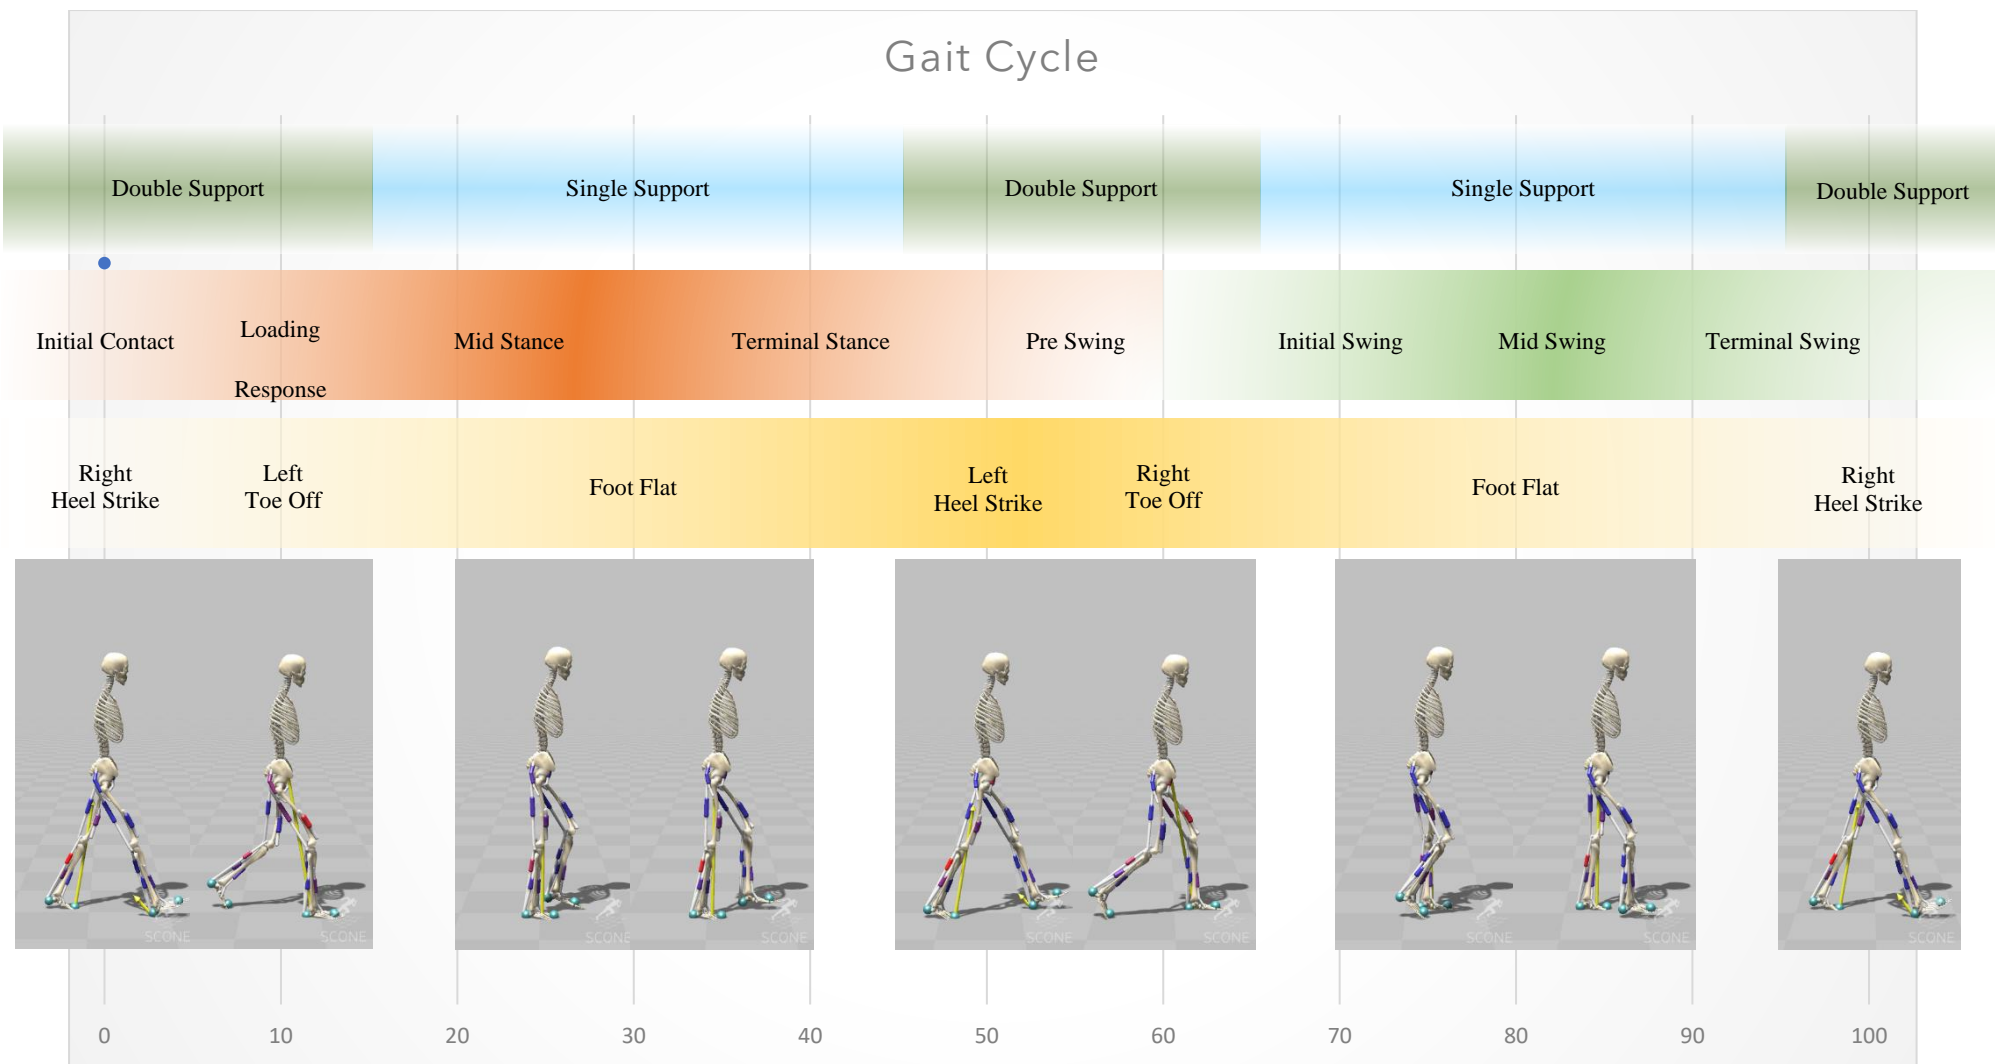 Gait Cycle
Double Support
Single Support
Double Support
Single Support
Double Support
Initial Contact
Loading
Response
Mid Stance
Terminal Stance
Pre Swing
Initial Swing
Mid Swing
Terminal Swing
Right
Heel Strike
Left
Toe Off
Foot Flat
Left
Heel Strike
Right
Toe Off
Foot Flat
Right
Heel Strike
SCONE
SCONE
SCONE
SCONE
SCONE
SCONE
SCONE
SCONE
SCONE
0
10
20
30
40
50
60
70
80
90
100